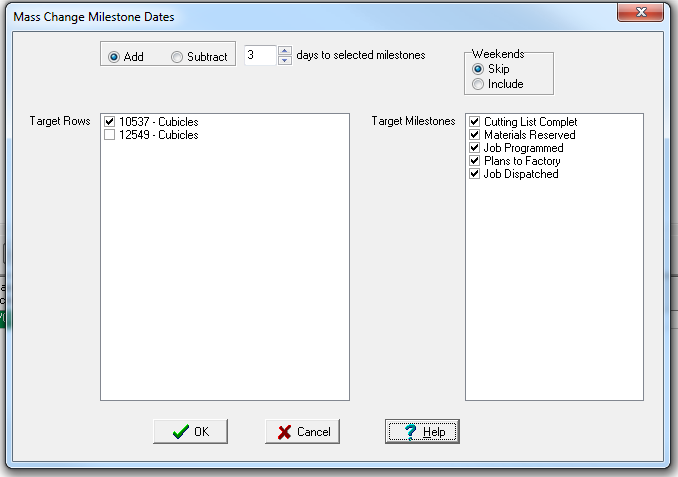 Mass Change Milestone Dates
Add Subtract 3 days to selected milestones
Weekends
Skip
Include
Target Rows
10537 - Cubicles
12549 - Cubicles
Target Milestones
Cutting List Complet
Materials Reserved
Job Programmed
Plans to Factory
Job Dispatched
OK Cancel Help